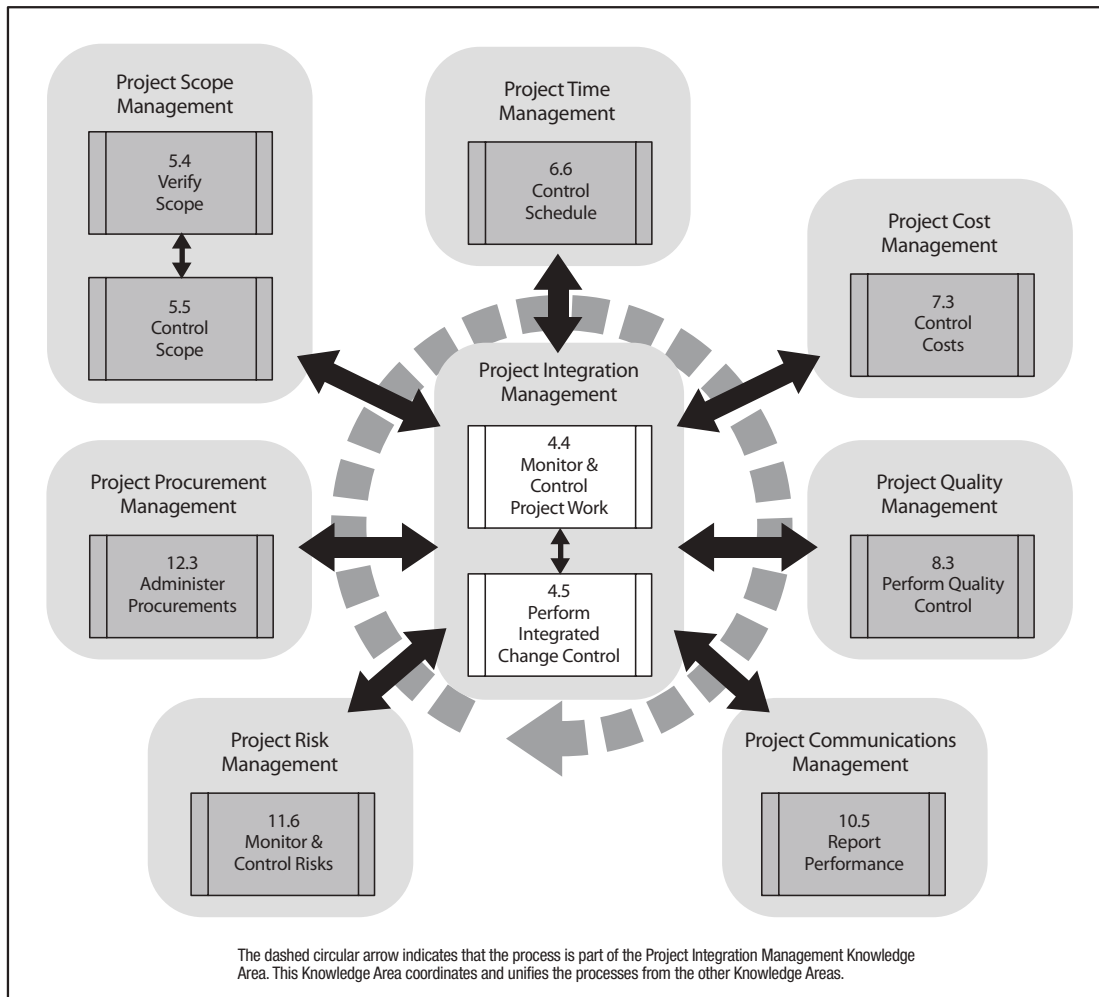 Project Scope
Management
5.4
Verify
Scope
5.5
Control
Scope
Project Time
Management
6.6
Control
Schedule
Project Cost
Management
7.3
Control
Costs
Project Integration
Management
4.4
Monitor &
Control
Project Work
4.5
Perform
Integrated
Change Control
Project Procurement
Management
12.3
Administer
Procurements
Project Quality
Management
8.3
Perform Quality
Control
Project Risk
Management
11.6
Monitor &
Control Risks
Project Communications
Management
10.5
Report
Performance
The dashed circular arrow indicates that the process is part of the Project Integration Management Knowledge
Area. This Knowledge Area coordinates and unifies the processes from the other Knowledge Areas.